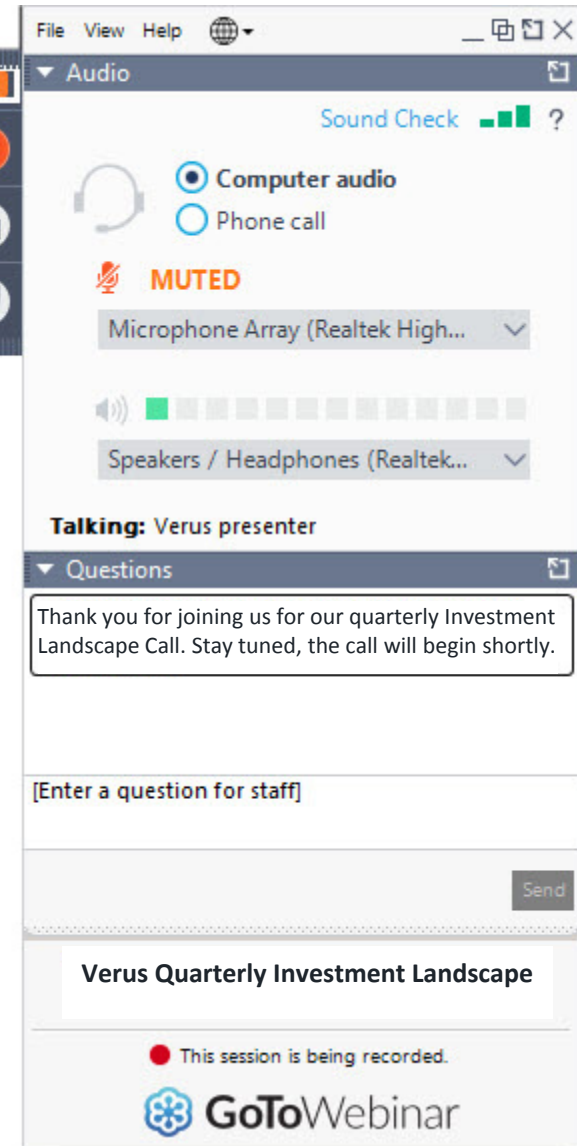 File View Help
Audio
Sound Check ?
Computer audio
Phone call
MUTED
Microphone Array (Realtek High...
Speakers / Headphones (Realtek...
Talking: Verus presenter
Questions
Thank you for joining us for our quarterly Investment
Landscape Call. Stay tuned, the call will begin shortly.
[Enter a question for staff]
Send
Verus Quarterly Investment Landscape
This session is being recorded.
GoToWebinar